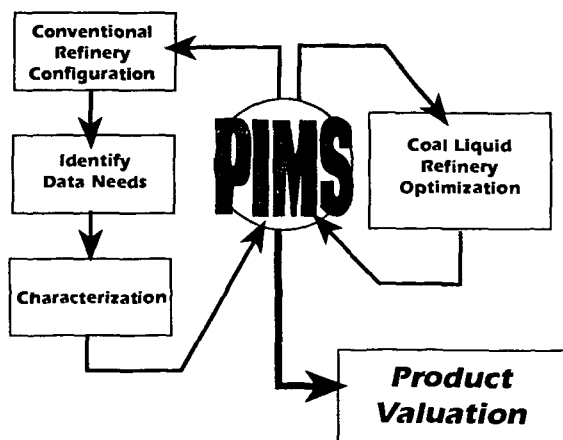 Conventional
Refinery
Configuration
Identify
Data Needs
Characterization
PIMS
Coal Liquid
Refinery
Optimization
Product
Valuation